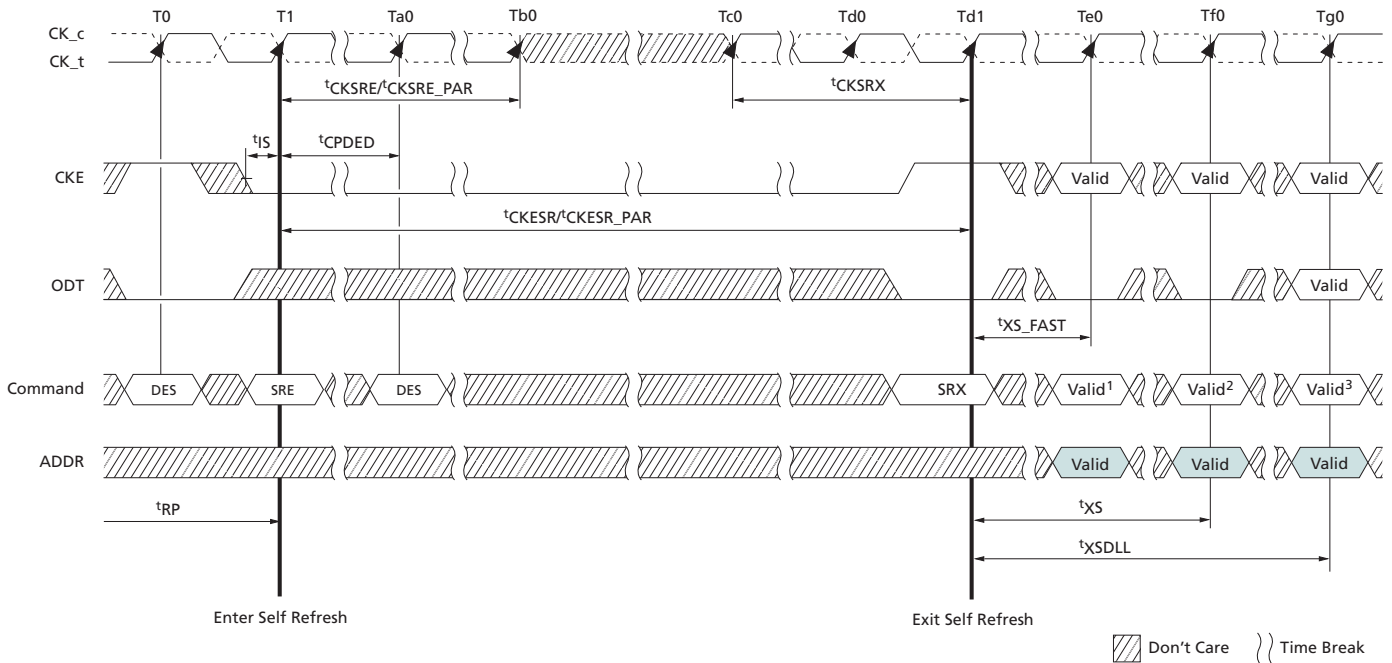 T0 T1 Ta0 Tb0 Tc0 Td0 Td1 Te0 Tf0 Tg0
CK_c
CK_t
tCKSRE/tCKSRE_PAR tCKSRX
tIS tCPDED
CKE Valid Valid Valid
tCKESR/tCKESR_PAR
ODT Valid
tXS_FAST
Command DES SRE DES SRX Valid1 Valid2 Valid3
ADDR Valid Valid Valid
tRP tXS
tXSDLL
Enter Self Refresh Exit Self Refresh
Don't Care Time Break